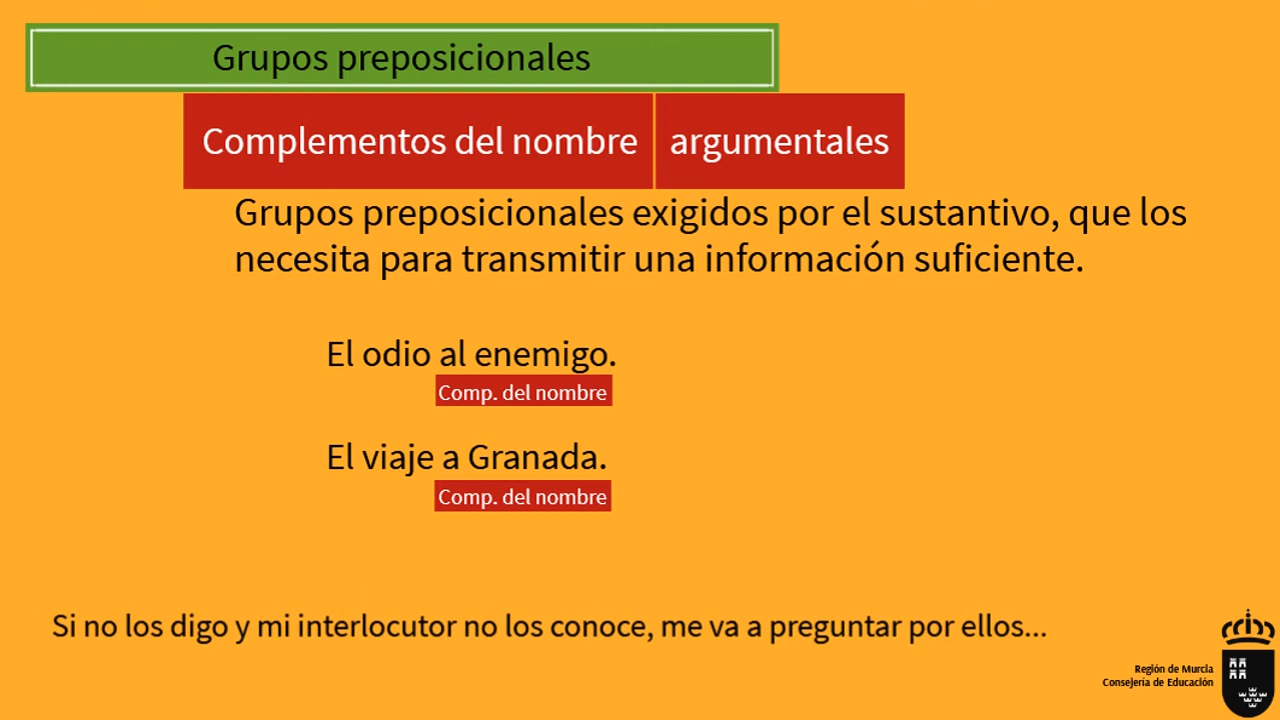 Grupos preposicionales
Complementos del nombre argumentales
Grupos preposicionales exigidos por el sustantivo, que los
necesita para transmitir una información suficiente.
El odio al enemigo.
Comp. del nombre
El viaje a Granada.
Comp. del nombre
Si no los digo y mi interlocutor no los conoce, me va a preguntar por ellos...
Región de Murcia
Consejería de Educación